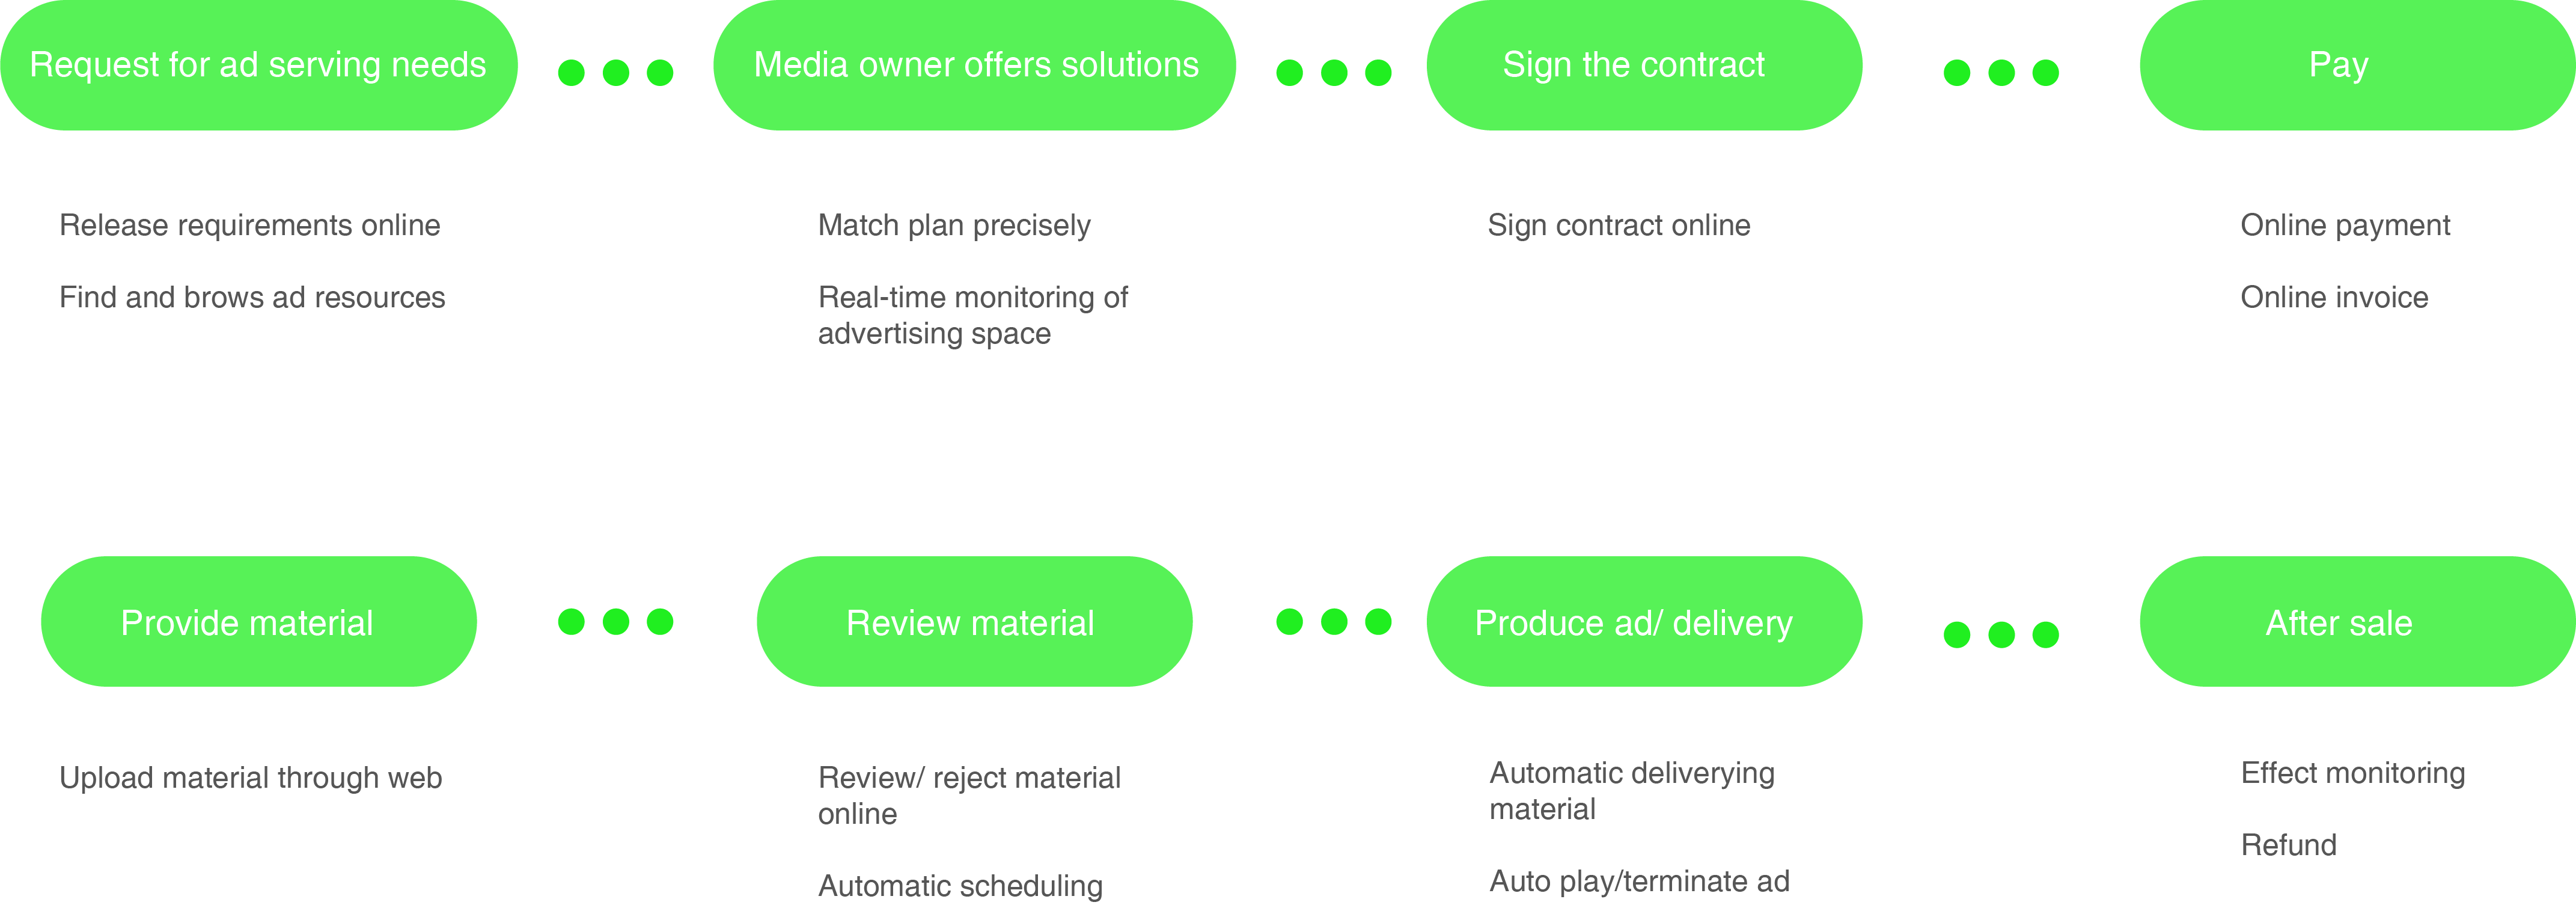 Request for ad serving needs
Media owner offers solutions
Sign the contract
Pay
Release requirements online
Find and brows ad resources
Match plan precisely
Real-time monitoring of
advertising space
Sign contract online
Online payment
Online invoice
Provide material
Review material
Produce ad/ delivery
After sale
Upload material through web
Review/ reject material
online
Automatic scheduling
Automatic deliverying
material
Auto play/terminate ad
Effect monitoring
Refund